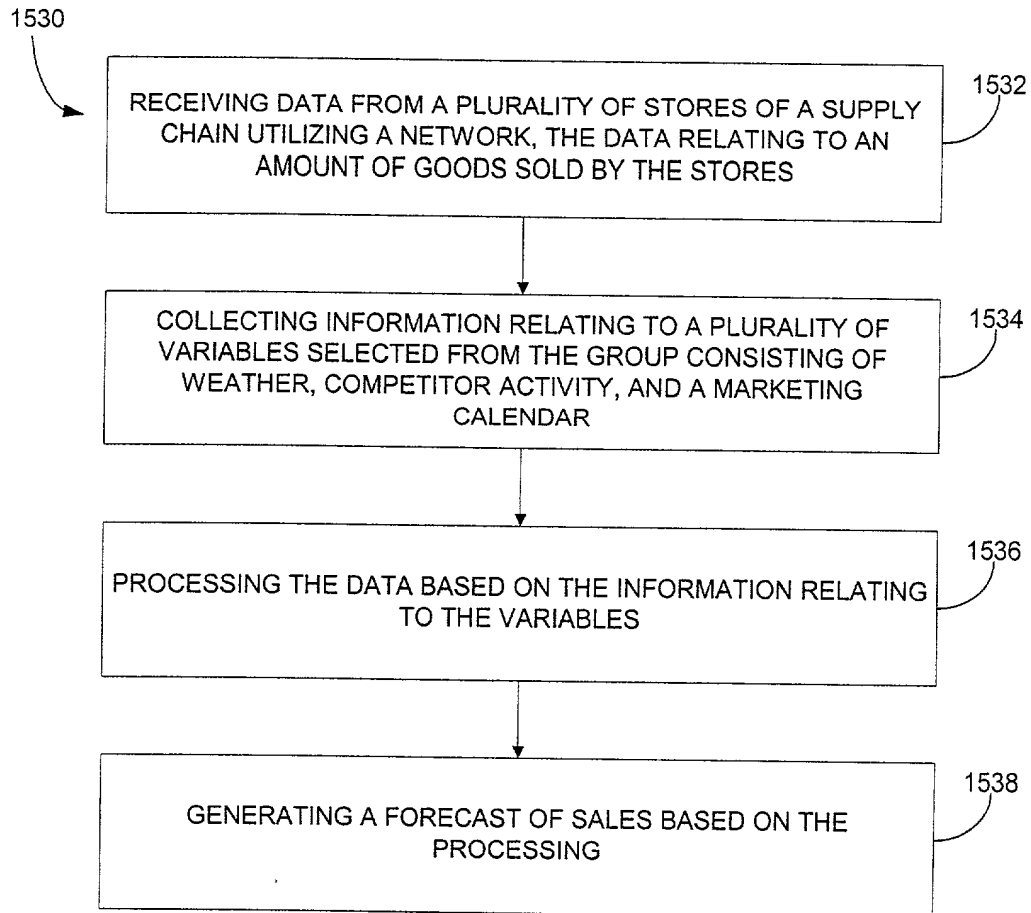 1530
RECEIVING DATA FROM A PLURALITY OF STORES OF A SUPPLY
CHAIN UTILIZING A NETWORK, THE DATA RELATING TO AN
AMOUNT OF GOODS SOLD BY THE STORES
1532
COLLECTING INFORMATION RELATING TO A PLURALITY OF
VARIABLES SELECTED FROM THE GROUP CONSISTING OF
WEATHER, COMPETITOR ACTIVITY, AND A MARKETING
CALENDAR
1534
PROCESSING THE DATA BASED ON THE INFORMATION RELATING
TO THE VARIABLES
1536
GENERATING A FORECAST OF SALES BASED ON THE
PROCESSING
1538